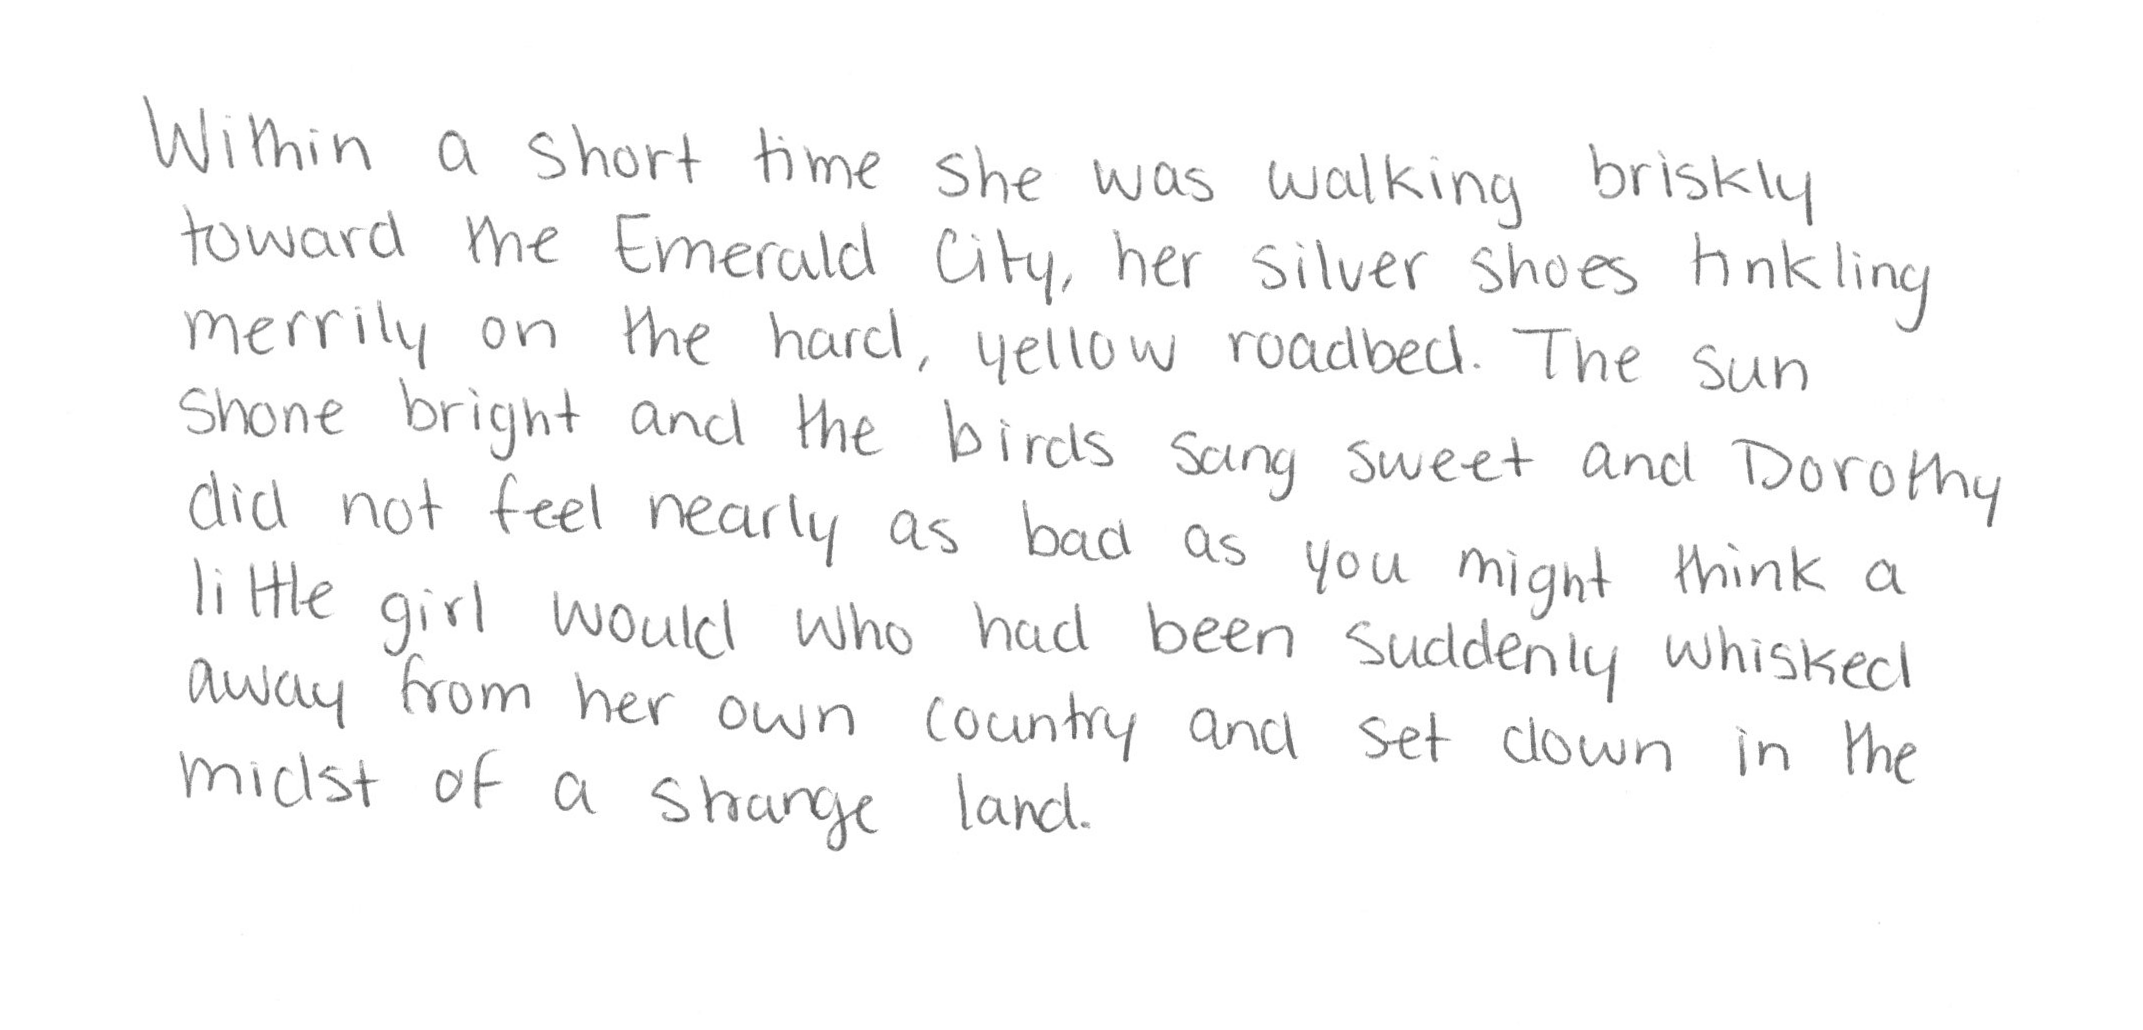 Within a short time she was walking briskly
toward the Emerald City, her silver shoes tinkling
merrily on the hard, yellow roadbed. The sun
shone bright and the birds sang sweet and Dorothy
did not feel nearly as bad as you might think a
little girl would who had been suddenly whisked
away from her own country and set down in the
midst of a strange land.